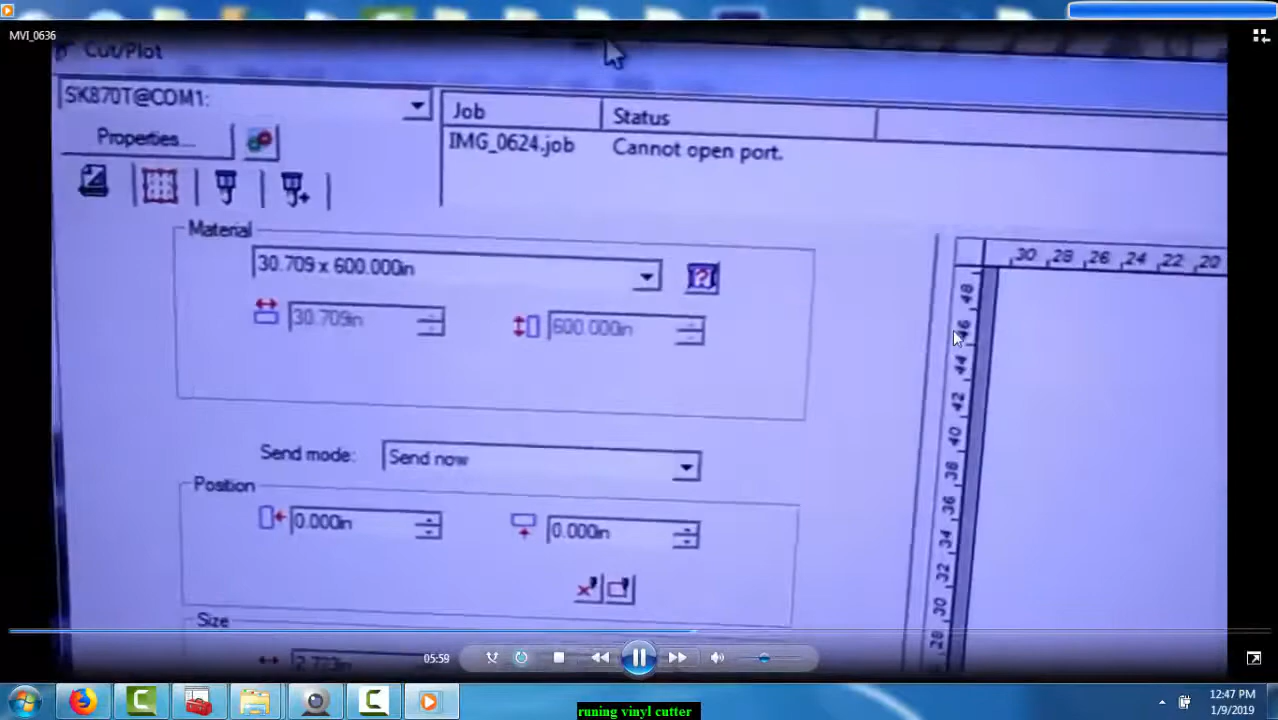 MVI_0636
Cut/Plot
SK870T@COM1:
Properties...
Job Status
IMG_0624.job Cannot open port.
Material
30.709 x 600.000in
30.709in 600.000in
30 28 26 24 22 20
48
46
44
42
40
38
36
34
32
30
28
Send mode: Send now
Position
0.000in 0.000in
Size
05:59
12:47 PM
1/9/2019
runing vinyl cutter